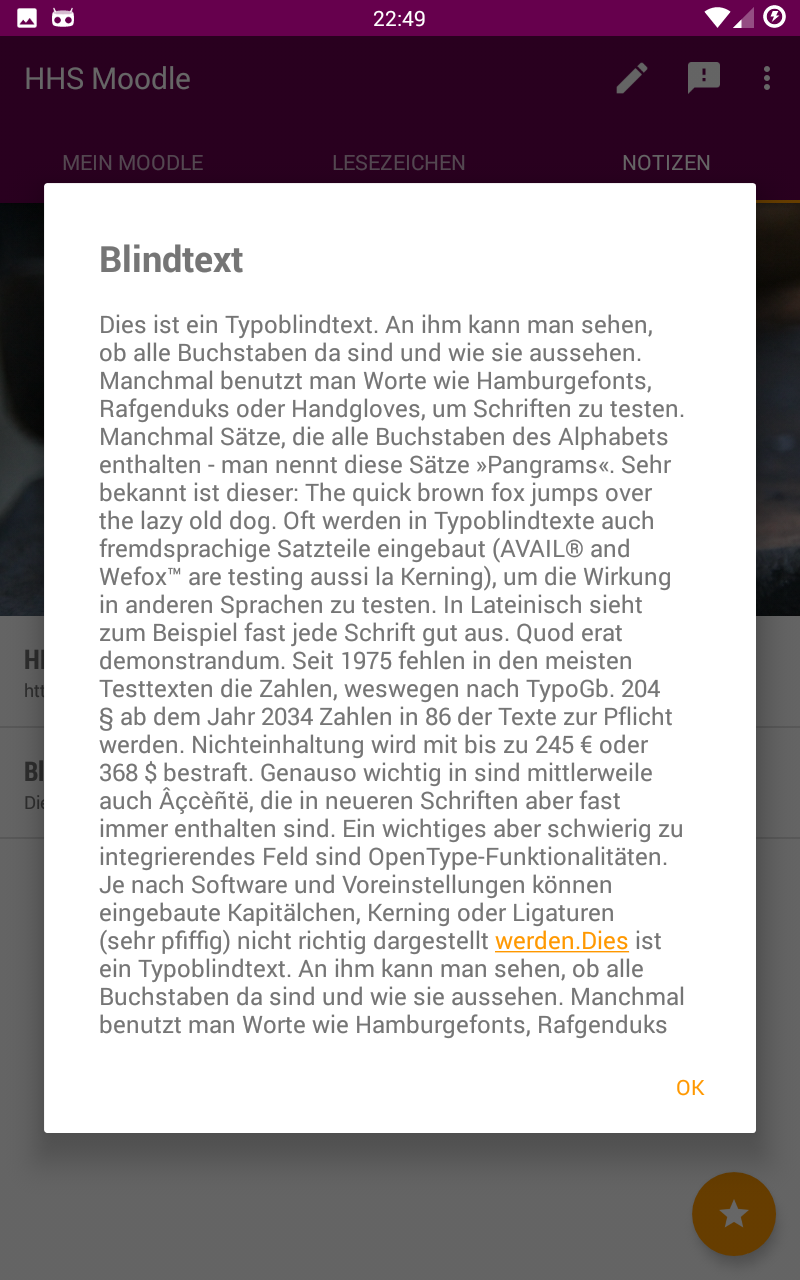 22:49
HHS Moodle
MEIN MOODLE
LESEZEICHEN
NOTIZEN
Blindtext
Dies ist ein Typoblindtext. An ihm kann man sehen,
ob alle Buchstaben da sind und wie sie aussehen.
Manchmal benutzt man Worte wie Hamburgefonts,
Rafgenduks oder Handgloves, um Schriften zu testen.
Manchmal Sätze, die alle Buchstaben des Alphabets
enthalten - man nennt diese Sätze »Pangrams«. Sehr
bekannt ist dieser: The quick brown fox jumps over
the lazy old dog. Oft werden in Typoblindtexte auch
fremdsprachige Satzteile eingebaut (AVAIL® and
Wefox™ are testing aussi la Kerning), um die Wirkung
in anderen Sprachen zu testen. In Lateinisch sieht
zum Beispiel fast jede Schrift gut aus. Quod erat
demonstrandum. Seit 1975 fehlen in den meisten
Testtexten die Zahlen, weswegen nach TypoGb. 204
§ ab dem Jahr 2034 Zahlen in 86 der Texte zur Pflicht
werden. Nichteinhaltung wird mit bis zu 245 € oder
368 $ bestraft. Genauso wichtig in sind mittlerweile
auch Âçcèñtë, die in neueren Schriften aber fast
immer enthalten sind. Ein wichtiges aber schwierig zu
integrierendes Feld sind OpenType-Funktionalitäten.
Je nach Software und Voreinstellungen können
eingebaute Kapitälchen, Kerning oder Ligaturen
(sehr pfiffig) nicht richtig dargestellt werden.Dies ist
ein Typoblindtext. An ihm kann man sehen, ob alle
Buchstaben da sind und wie sie aussehen. Manchmal
benutzt man Worte wie Hamburgefonts, Rafgenduks
OK